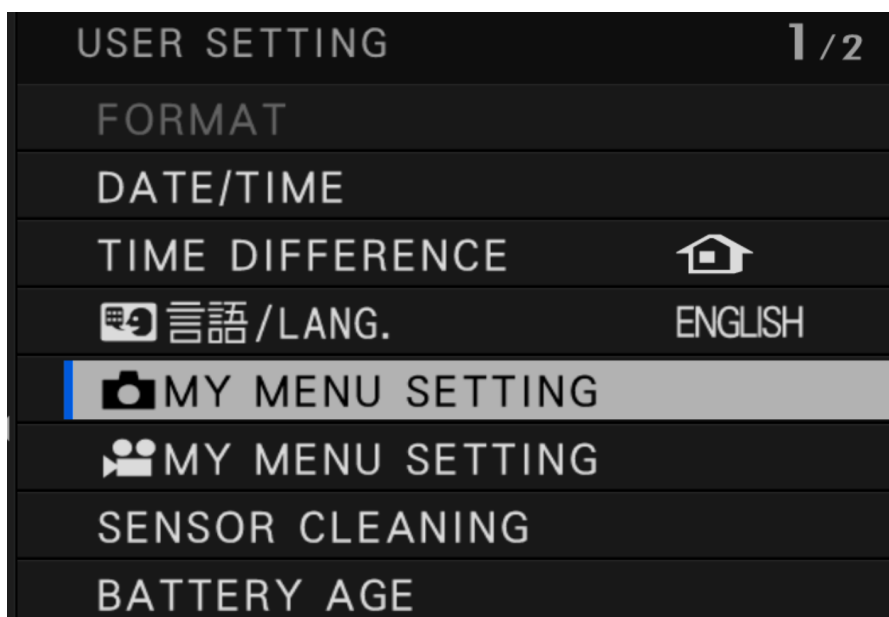 USER SETTING 1/2
FORMAT
DATE/TIME
TIME DIFFERENCE
言語/LANG. ENGLISH
MY MENU SETTING
MY MENU SETTING
SENSOR CLEANING
BATTERY AGE